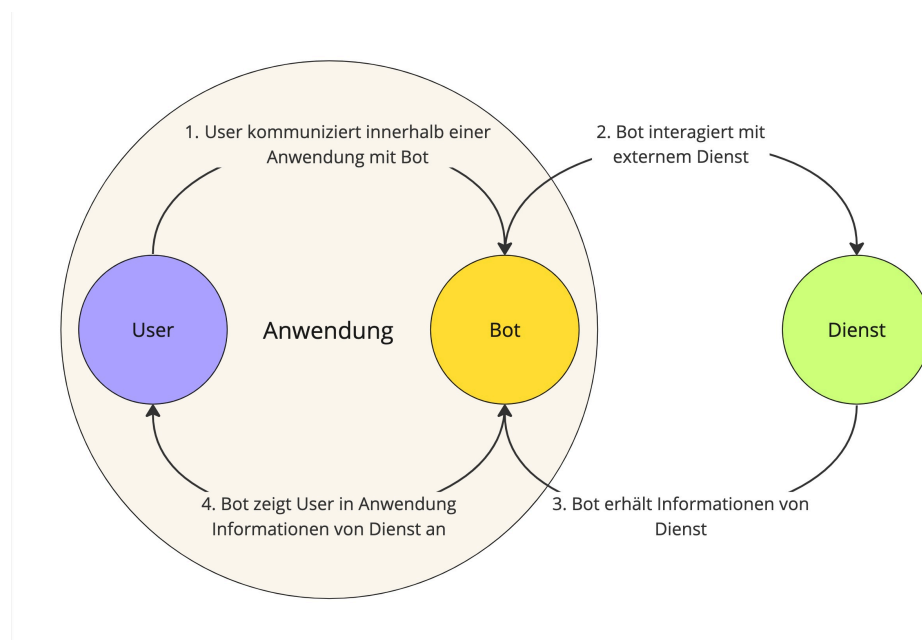 1. User kommuniziert innerhalb einer
Anwendung mit Bot
2. Bot interagiert mit
externem Dienst
User
Anwendung
Bot
Dienst
4. Bot zeigt User in Anwendung
Informationen von Dienst an
3. Bot erhält Informationen von
Dienst